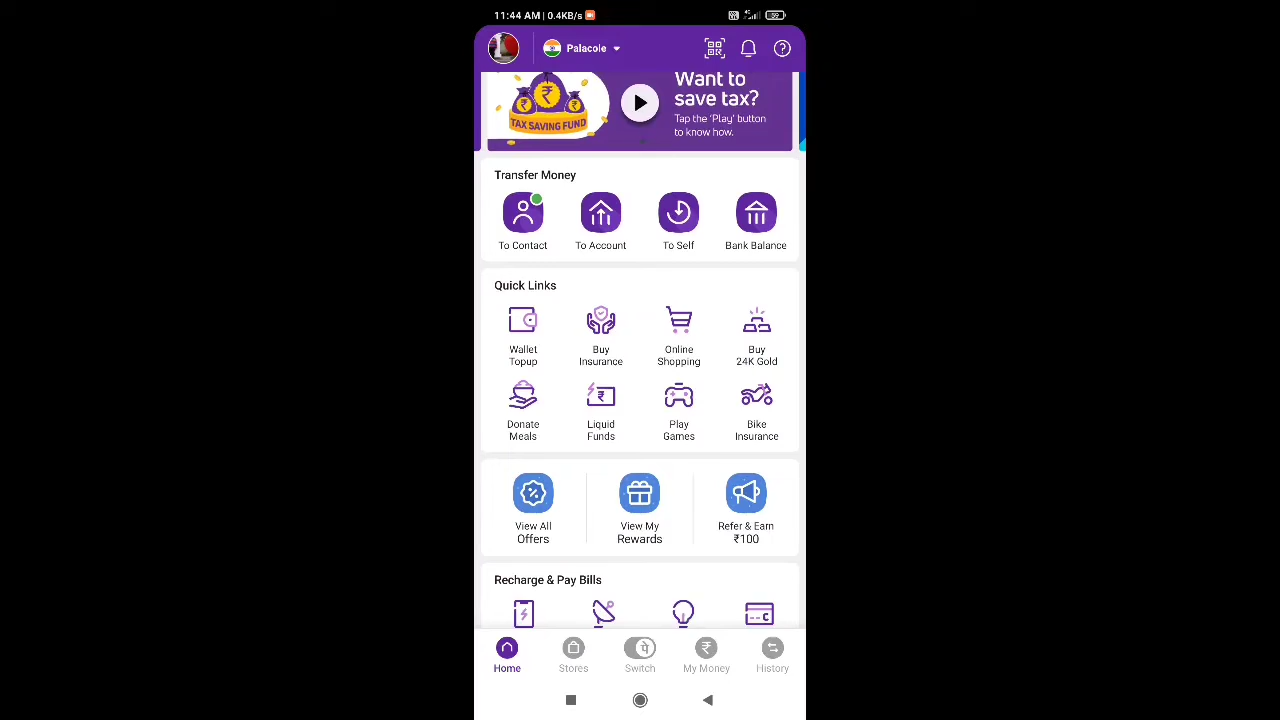 11:44 AM | 0.4KB/s
59
Palacole
TAX SAVING FUND
Want to
save tax?
Tap the 'Play' button
to know how.
Transfer Money
To Contact
To Account
To Self
Bank Balance
Quick Links
Wallet
Topup
Buy
Insurance
Online
Shopping
Buy
24K Gold
Donate
Meals
Liquid
Funds
Play
Games
Bike
Insurance
View All
Offers
View My
Rewards
Refer & Earn
₹100
Recharge & Pay Bills
Home
Stores
Switch
My Money
History